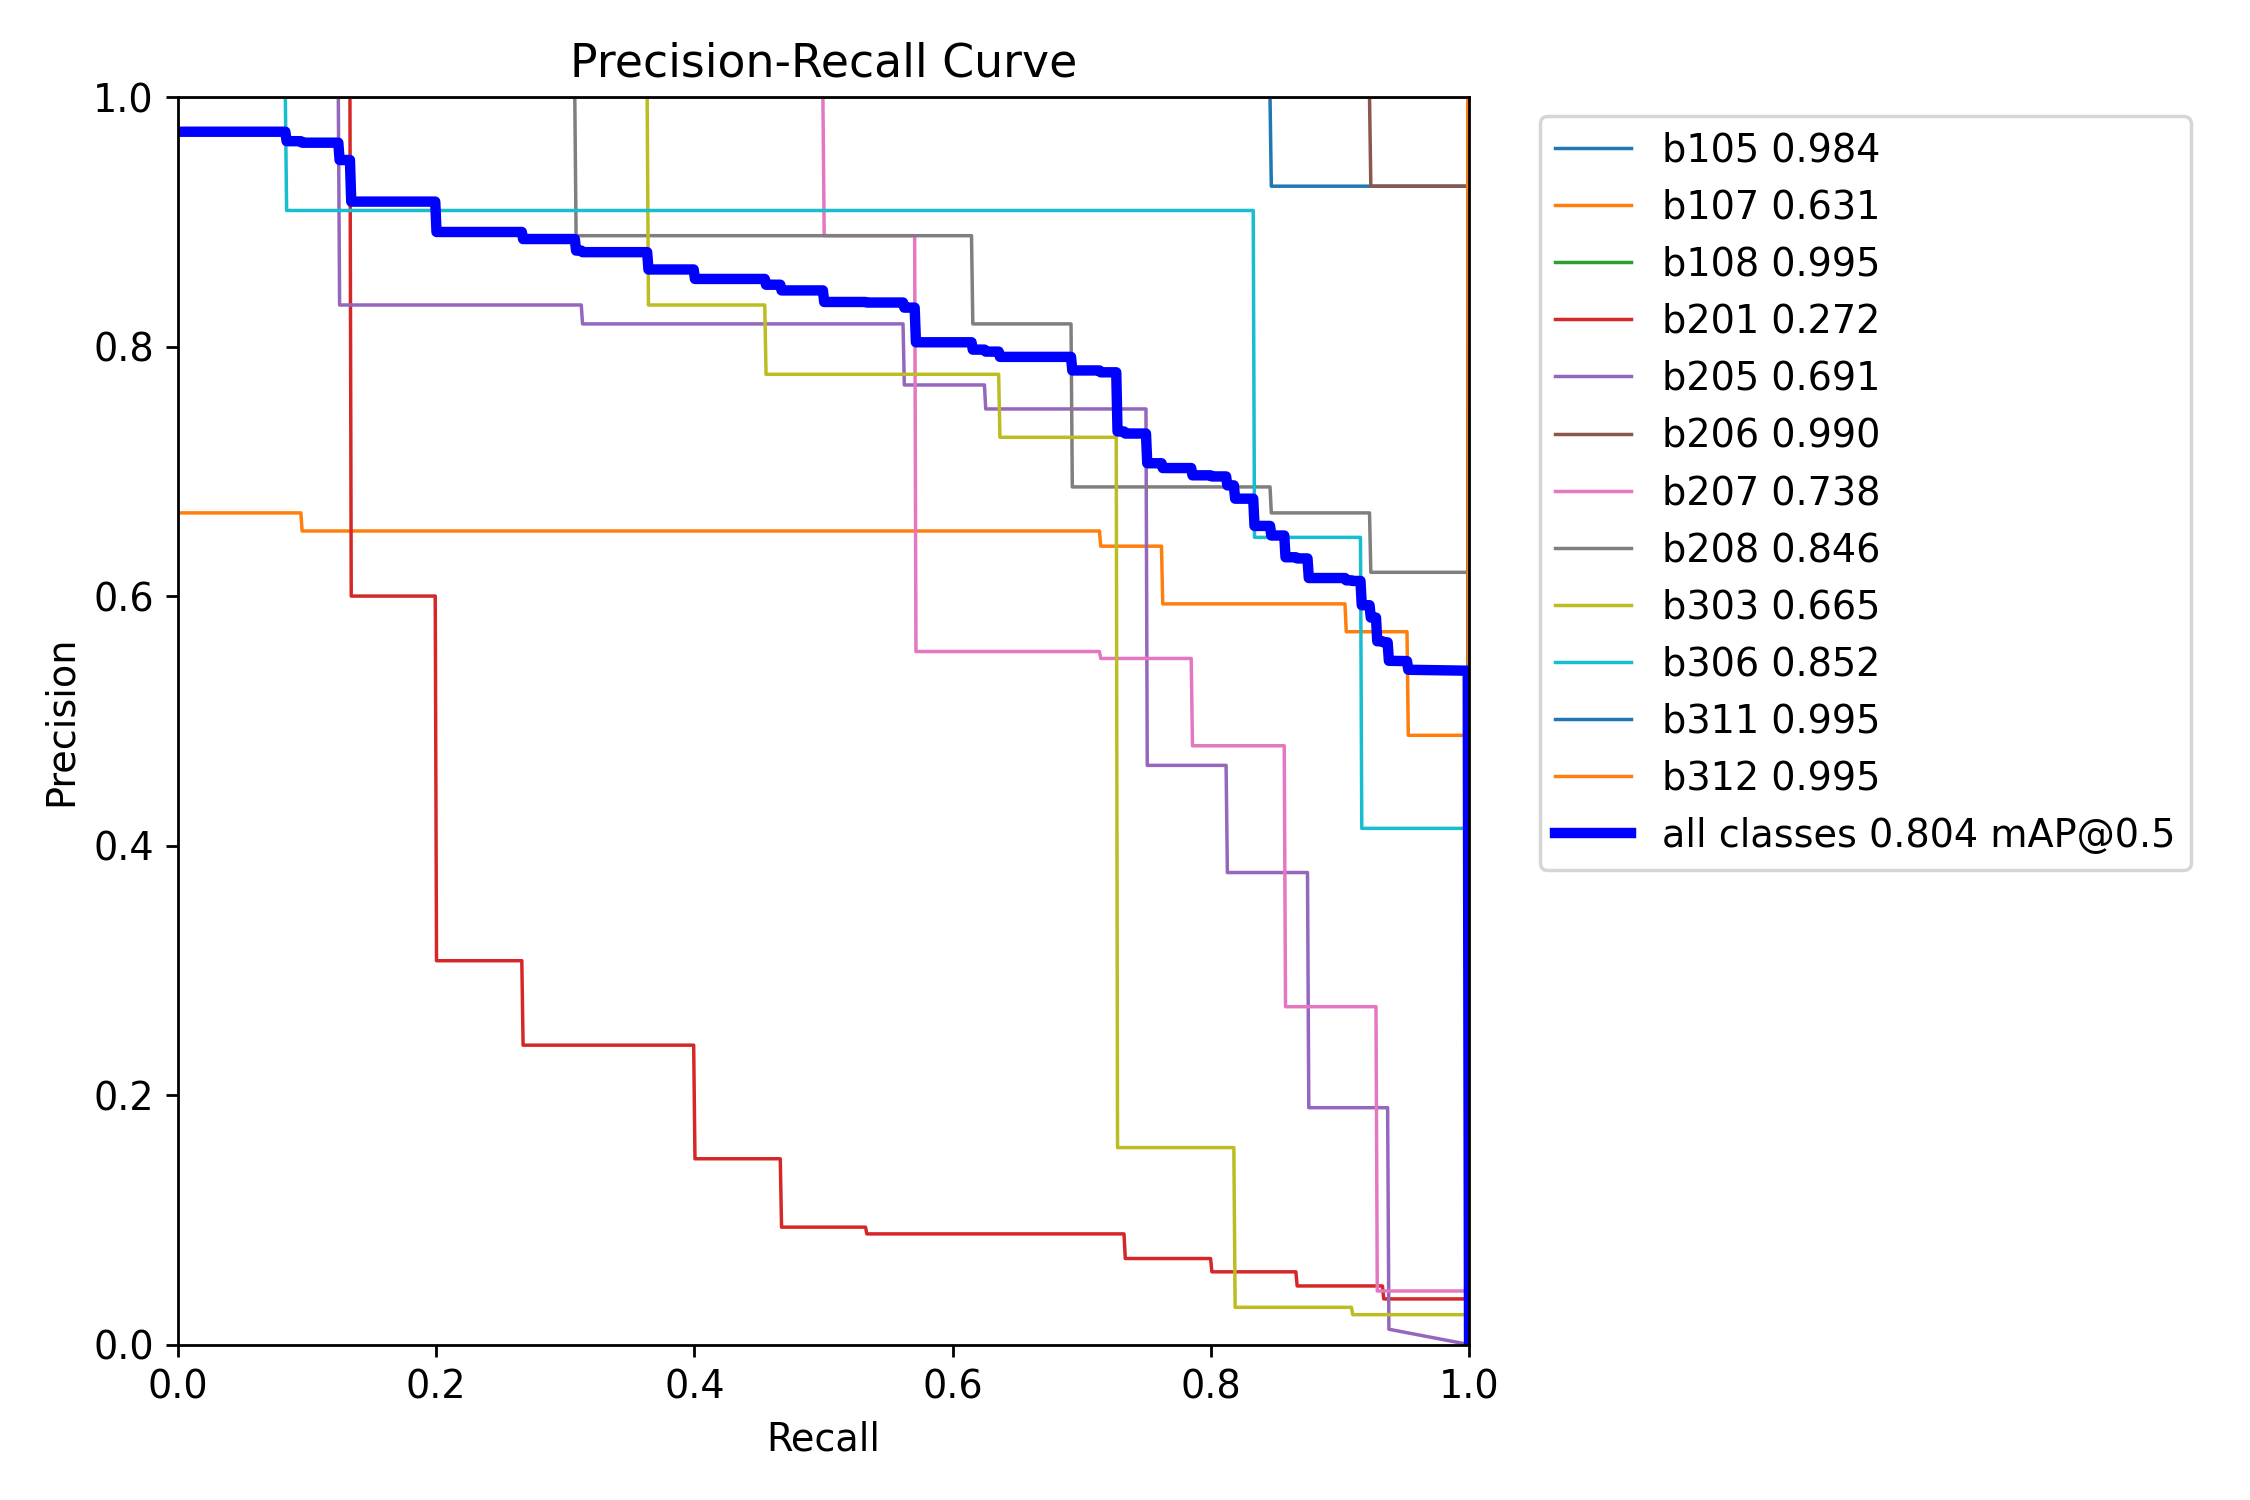 Precision-Recall Curve
1.0
0.8
0.6
0.4
0.2
0.0
Precision
0.0 0.2 0.4 0.6 0.8 1.0
Recall
b105 0.984
b107 0.631
b108 0.995
b201 0.272
b205 0.691
b206 0.990
b207 0.738
b208 0.846
b303 0.665
b306 0.852
b311 0.995
b312 0.995
all classes 0.804 mAP@0.5